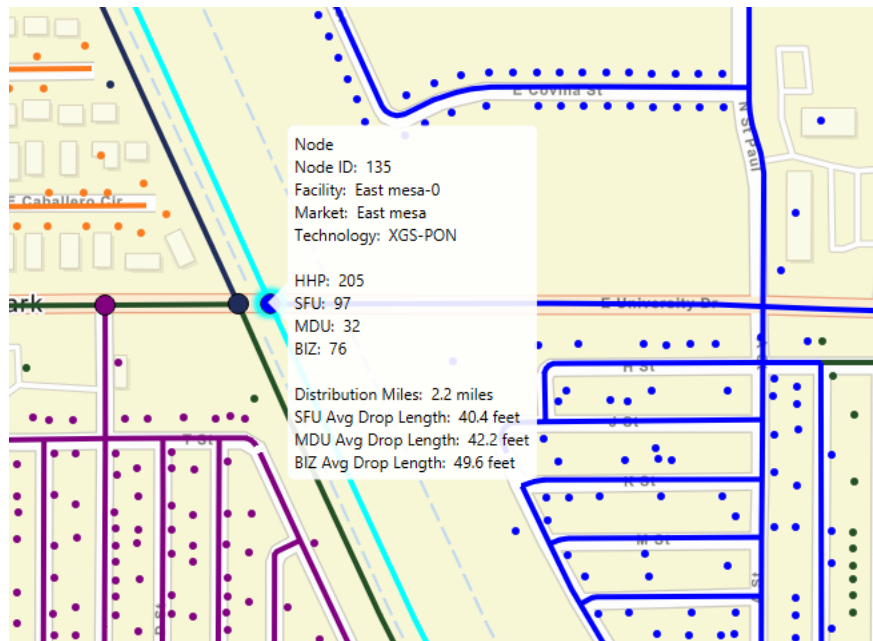 E Covina St
N St Paul
Node
Node ID: 135
Facility: East mesa-0
Market: East mesa
Technology: XGS-PON
E Caballero Cir
HHP: 205
SFU: 97
MDU: 32
BIZ: 76
ark
E University Dr
H St
Distribution Miles: 2.2 miles
SFU Avg Drop Length: 40.4 feet
MDU Avg Drop Length: 42.2 feet
BIZ Avg Drop Length: 49.6 feet
J St
T St
K St
M St
St